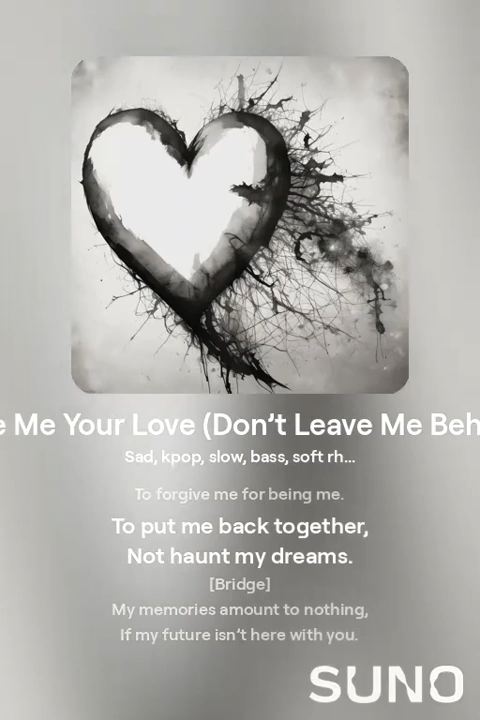 e Me Your Love (Don't Leave Me Beh
Sad, kpop, slow, bass, soft rh...
To forgive me for being me.
To put me back together,
Not haunt my dreams.
[Bridge]
My memories amount to nothing,
If my future isn't here with you.
SUNO